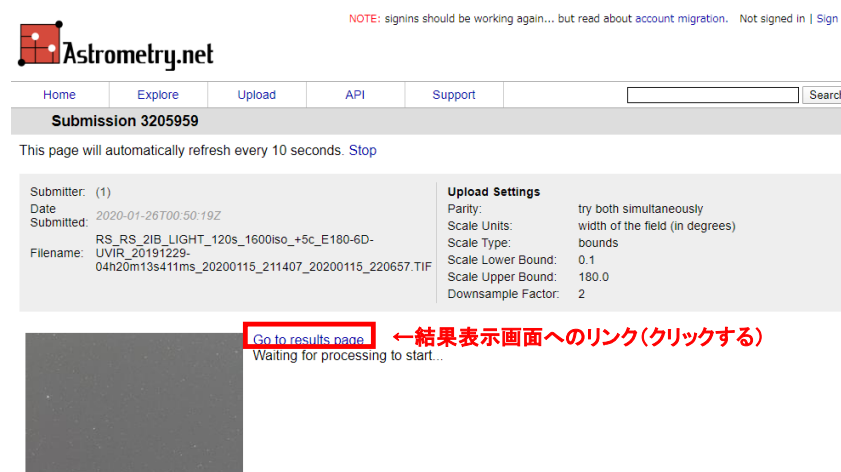 NOTE: signins should be working again... but read about account migration. Not signed in | Sign
Astrometry.net
Home Explore Upload API Support Search
Submission 3205959
This page will automatically refresh every 10 seconds. Stop
Submitter: (1)
Date
Submitted: 2020-01-26T00:50:19Z
Filename: RS_RS_2IB_LIGHT_120s_1600iso_+5c_E180-6D-
UVIR_20191229-
04h20m13s411ms_20200115_211407_20200115_220657.TIF
Upload Settings
Parity: try both simultaneously
Scale Units: width of the field (in degrees)
Scale Type: bounds
Scale Lower Bound: 0.1
Scale Upper Bound: 180.0
Downsample Factor: 2
Go to results page ←結果表示画面へのリンク(クリックする)
Waiting for processing to start...